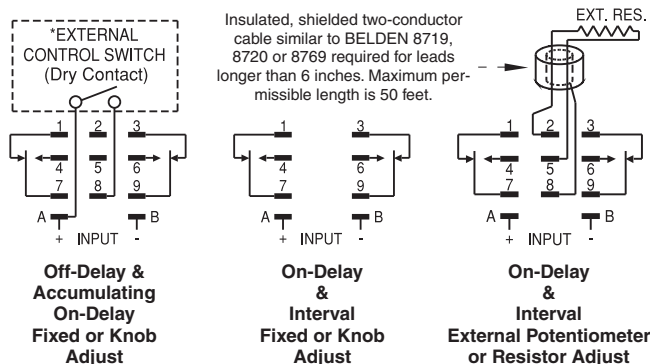 *EXTERNAL
CONTROL SWITCH
(Dry Contact)
1 2 3
4 5 6
7 8 9
A B
+ INPUT -
Off-Delay &
Accumulating
On-Delay
Fixed or Knob
Adjust
Insulated, shielded two-conductor
cable similar to BELDEN 8719,
8720 or 8769 required for leads
longer than 6 inches. Maximum per-
missible length is 50 feet.
1 3
4 6
7 9
A B
+ INPUT -
On-Delay
&
Interval
Fixed or Knob
Adjust
EXT. RES.
1 2 3
4 5 6
7 8 9
A B
+ INPUT -
On-Delay
&
Interval
External Potentiometer
or Resistor Adjust